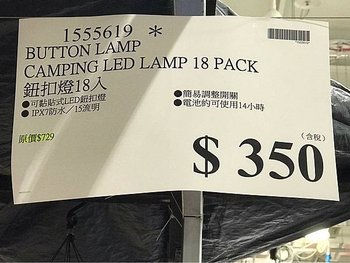 1555619 *
BUTTON LAMP
CAMPING LED LAMP 18 PACK
鈕扣燈18入
●可黏貼式LED鈕扣燈
●IPX7防水／15流明
●簡易調整開關
●電池約可使用14小時
原價$729
(含稅)
$ 350